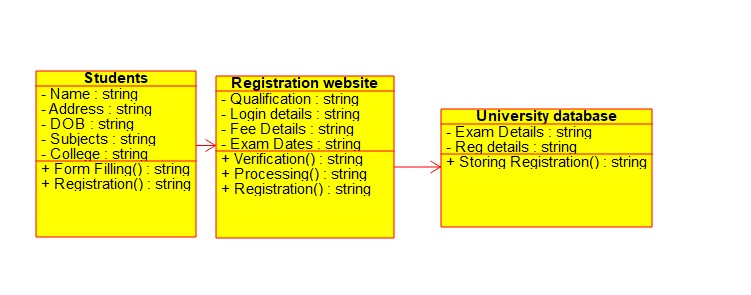 Students
- Name : string
- Address : string
- DOB : string
- Subjects : string
- College : string
+ Form Filling() : string
+ Registration() : string
Registration website
- Qualification : string
- Login details : string
- Fee Details : string
- Exam Dates : string
+ Verification() : string
+ Processing() : string
+ Registration() : string
University database
- Exam Details : string
- Reg details : string
+ Storing Registration() : string